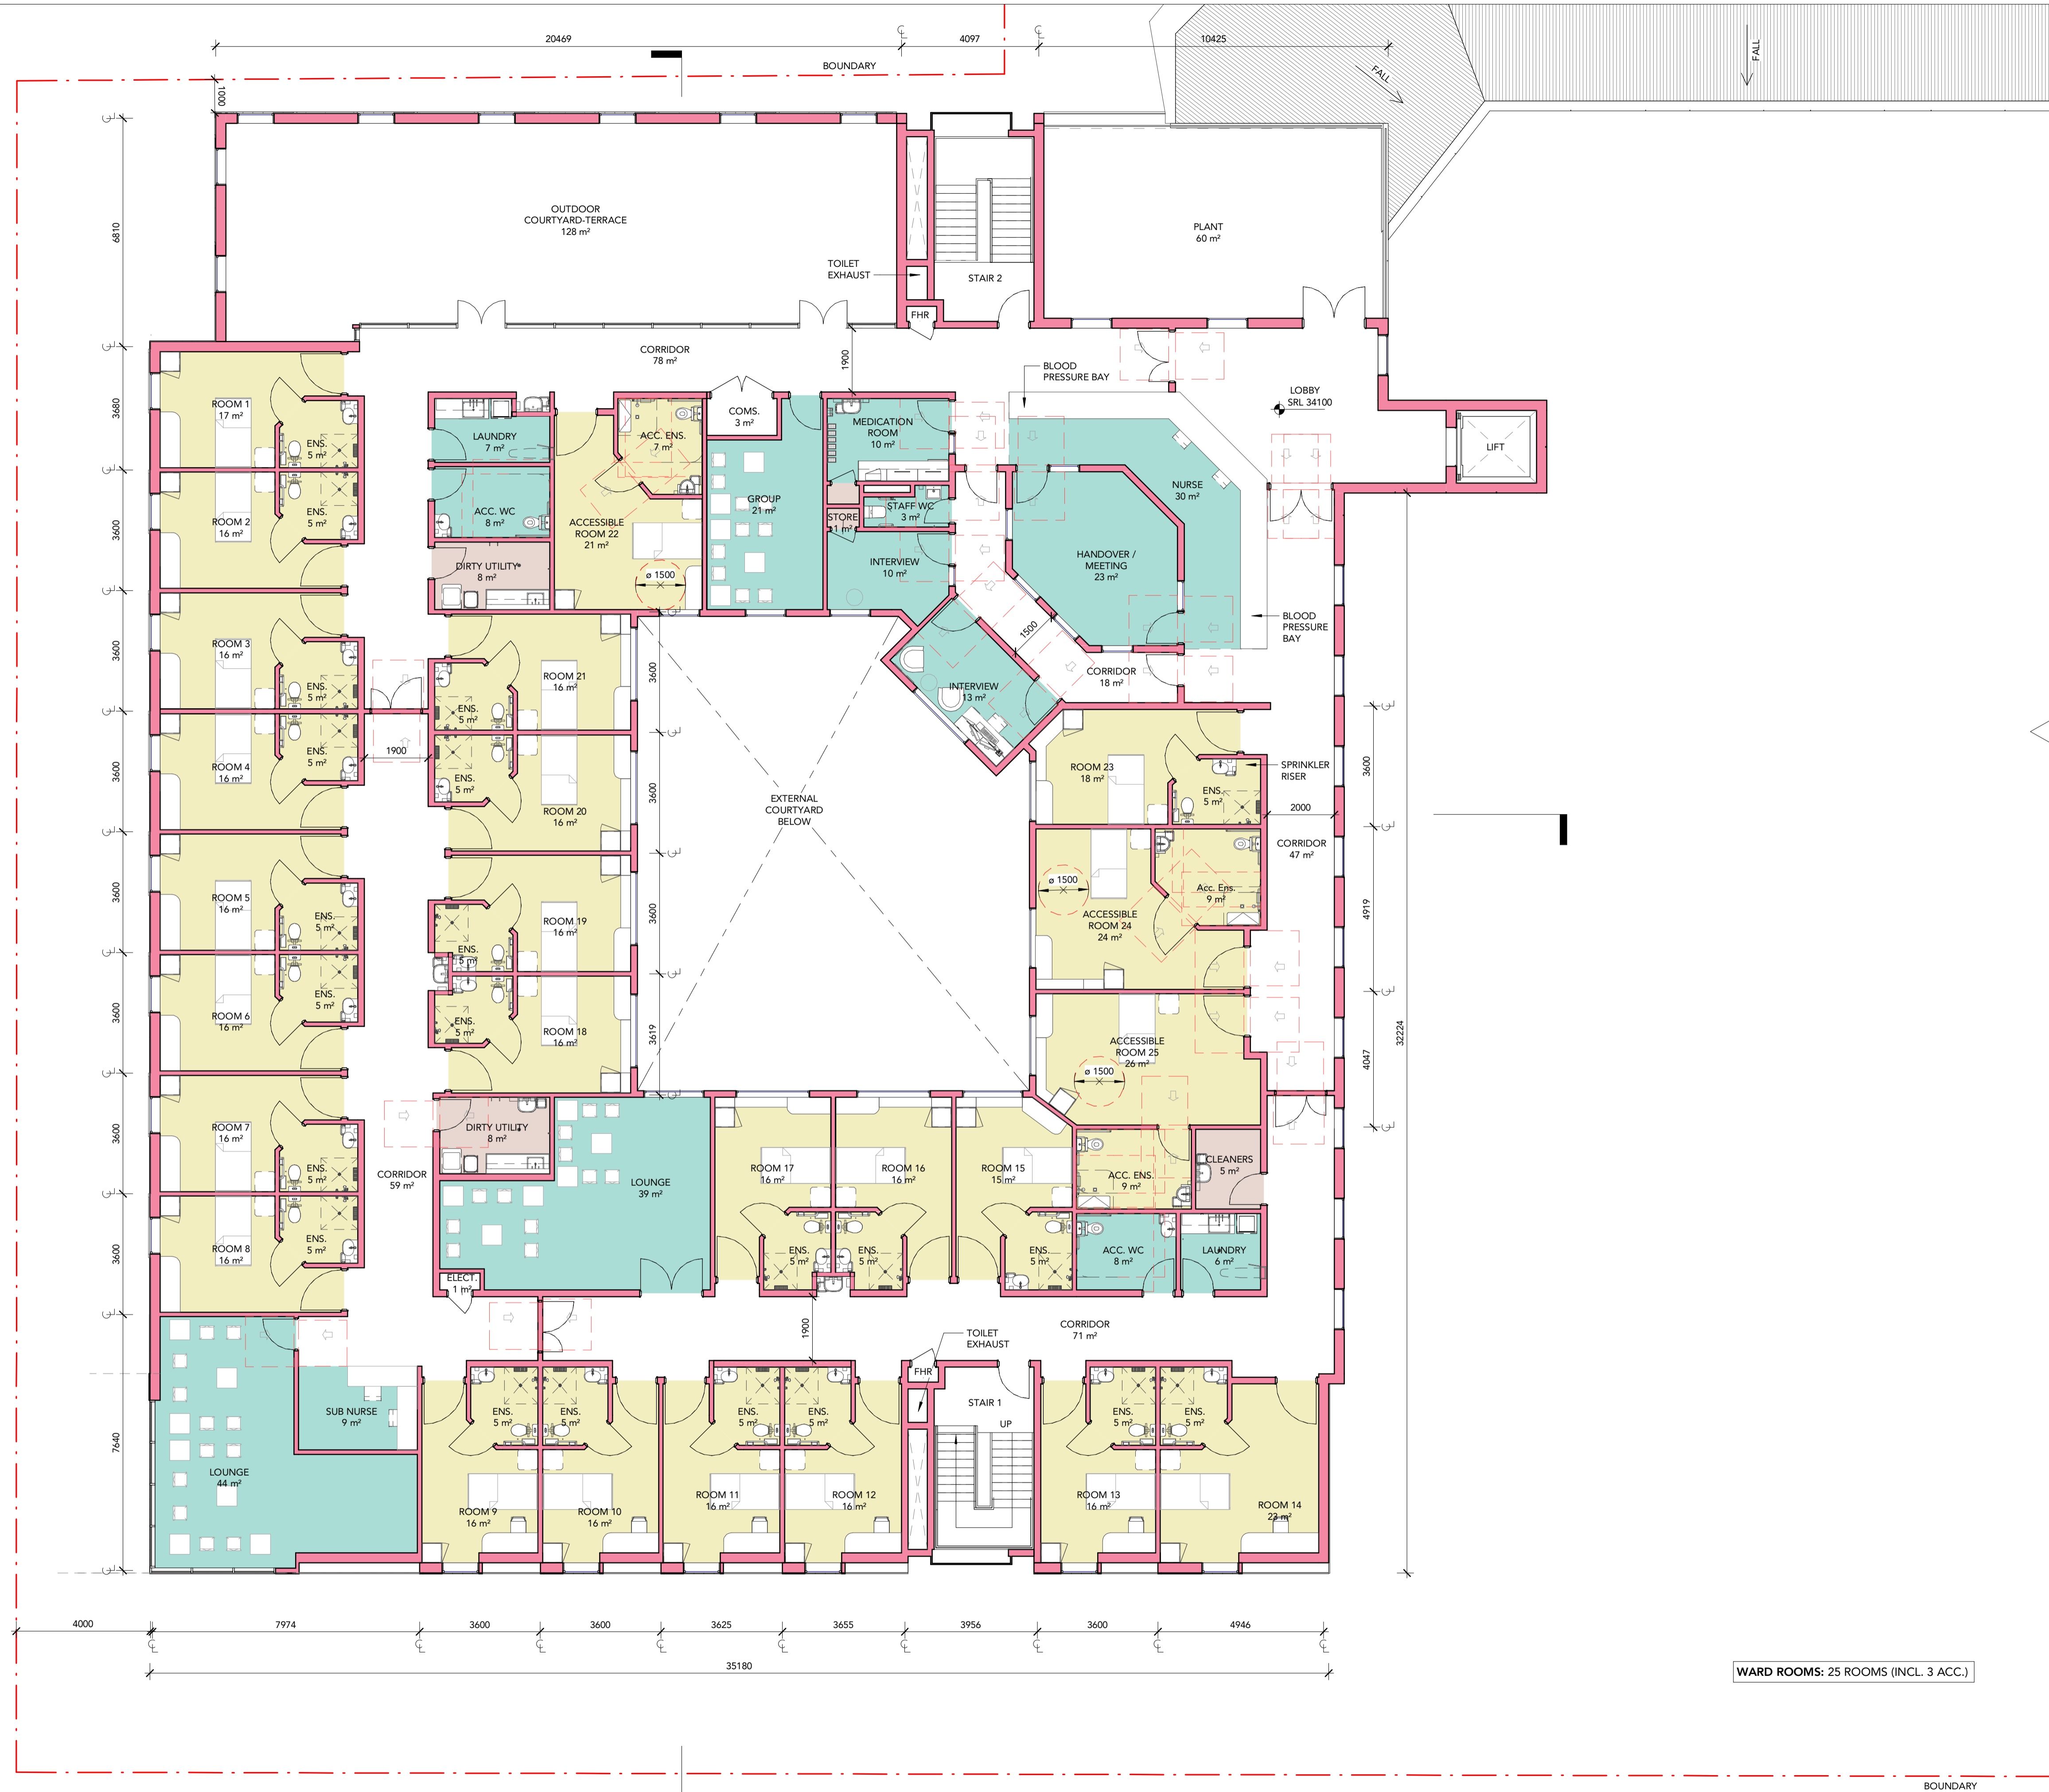 20469
4097
10425
BOUNDARY
FALL
FALL
1000
6810
OUTDOOR
COURTYARD-TERRACE
128 m²
PLANT
60 m²
TOILET
EXHAUST
STAIR 2
FHR
CORRIDOR
78 m²
1900
BLOOD
PRESSURE BAY
LOBBY
SRL 34100
LIFT
3680
ROOM 1
17 m²
ENS.
5 m²
LAUNDRY
7 m²
ACC. ENS.
7 m²
COMS.
3 m²
MEDICATION
ROOM
10 m²
NURSE
30 m²
3600
ROOM 2
16 m²
ENS.
5 m²
ACC. WC
8 m²
ACCESSIBLE
ROOM 22
21 m²
GROUP
21 m²
STORE
1 m²
STAFF WC
3 m²
HANDOVER /
MEETING
23 m²
DIRTY UTILITY
8 m²
ø 1500
INTERVIEW
10 m²
BLOOD
PRESSURE
BAY
1500
3600
ROOM 3
16 m²
ENS.
5 m²
ROOM 21
16 m²
ENS.
5 m²
3600
INTERVIEW
13 m²
CORRIDOR
18 m²
3600
ROOM 4
16 m²
ENS.
5 m²
1900
ENS.
5 m²
ROOM 20
16 m²
3600
EXTERNAL
COURTYARD
BELOW
ROOM 23
18 m²
ENS.
5 m²
SPRINKLER
RISER
2000
3600
CORRIDOR
47 m²
3600
ROOM 5
16 m²
ENS.
5 m²
ENS.
5 m²
ROOM 19
16 m²
3600
ø 1500
Acc. Ens.
9 m²
ACCESSIBLE
ROOM 24
24 m²
4919
3600
ROOM 6
16 m²
ENS.
5 m²
ENS.
5 m²
ROOM 18
16 m²
3619
ACCESSIBLE
ROOM 25
26 m²
ø 1500
4047
32224
3600
ROOM 7
16 m²
ENS.
5 m²
CORRIDOR
59 m²
DIRTY UTILITY
8 m²
LOUNGE
39 m²
ROOM 17
16 m²
ROOM 16
16 m²
ROOM 15
15 m²
ACC. ENS.
9 m²
CLEANERS
5 m²
3600
ROOM 8
16 m²
ENS.
5 m²
ELECT.
1 m²
ENS.
5 m²
ENS.
5 m²
ENS.
5 m²
ACC. WC
8 m²
LAUNDRY
6 m²
1900
TOILET
EXHAUST
CORRIDOR
71 m²
FHR
STAIR 1
UP
7640
LOUNGE
44 m²
SUB NURSE
9 m²
ENS.
5 m²
ENS.
5 m²
ENS.
5 m²
ENS.
5 m²
ENS.
5 m²
ENS.
5 m²
ROOM 9
16 m²
ROOM 10
16 m²
ROOM 11
16 m²
ROOM 12
16 m²
ROOM 13
16 m²
ROOM 14
23 m²
4000
7974
3600
3600
3625
3655
3956
3600
4946
35180
WARD ROOMS: 25 ROOMS (INCL. 3 ACC.)
BOUNDARY